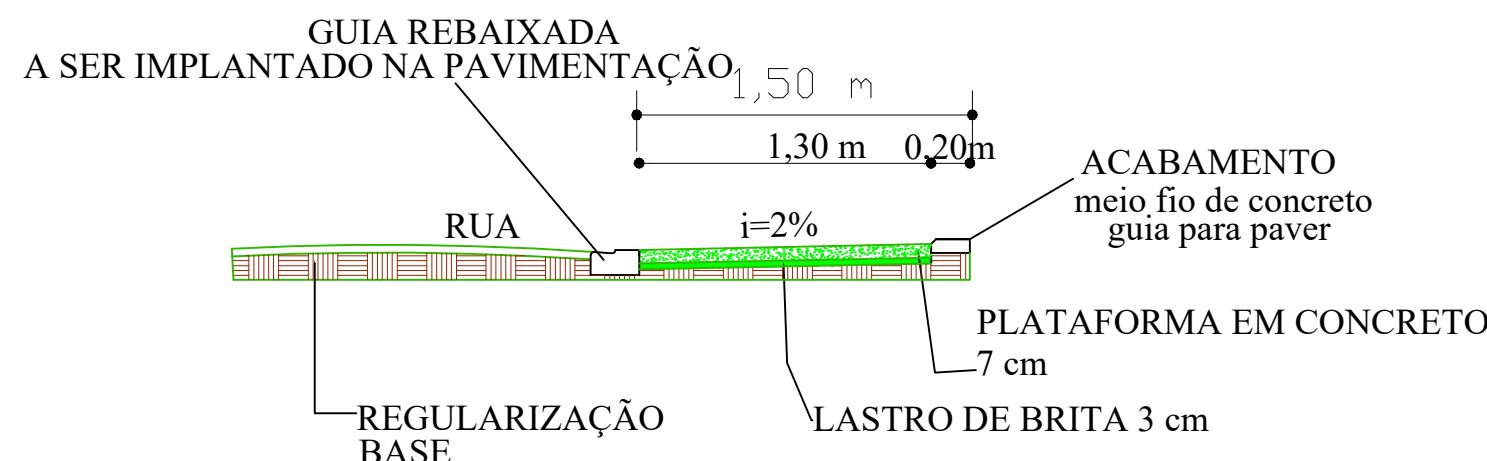 GUIA REBAIXADA
A SER IMPLANTADO NA PAVIMENTAÇÃO
1,50 m
1,30 m
0,20m
ACABAMENTO
meio fio de concreto
guia para paver
RUA
i=2%
PLATAFORMA EM CONCRETO
7 cm
REGULARIZAÇÃO
BASE
LASTRO DE BRITA 3 cm